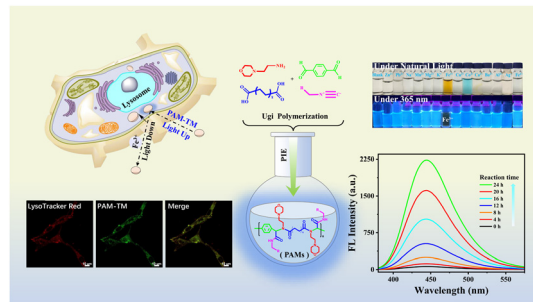 Lysosome
PAM-TM
Light Up
Fe³⁺
Light Down
LysoTracker Red
PAM-TM
Merge
NH₂
+
Ugi Polymerization
PIE
( PAMs )
Under Natural Light
Under 365 nm
Fe³⁺
FL Intensity (a.u.)
2250
1500
750
0
400
450
500
550
Wavelength (nm)
Reaction time
24 h
20 h
16 h
12 h
8 h
4 h
0 h